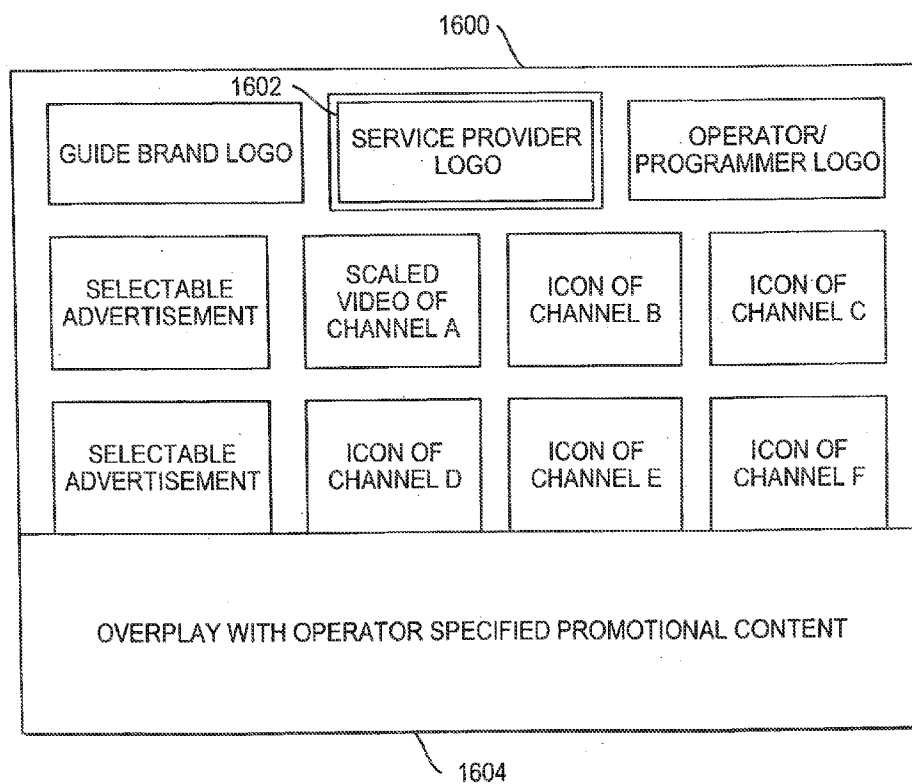 1600
1602
GUIDE BRAND LOGO
SERVICE PROVIDER
LOGO
OPERATOR/
PROGRAMMER LOGO
SELECTABLE
ADVERTISEMENT
SCALED
VIDEO OF
CHANNEL A
ICON OF
CHANNEL B
ICON OF
CHANNEL C
SELECTABLE
ADVERTISEMENT
ICON OF
CHANNEL D
ICON OF
CHANNEL E
ICON OF
CHANNEL F
OVERPLAY WITH OPERATOR SPECIFIED PROMOTIONAL CONTENT
1604